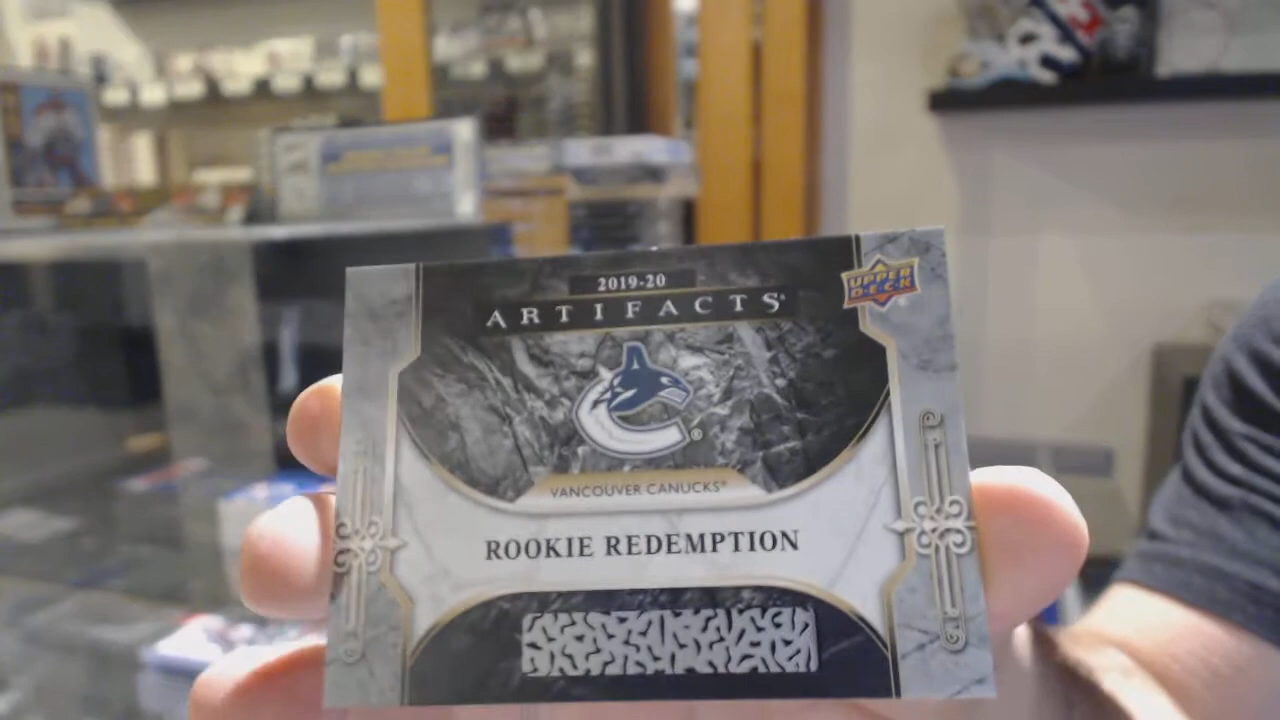 2019-20
ARTIFACTS
UPPER
DECK
VANCOUVER CANUCKS®
ROOKIE REDEMPTION